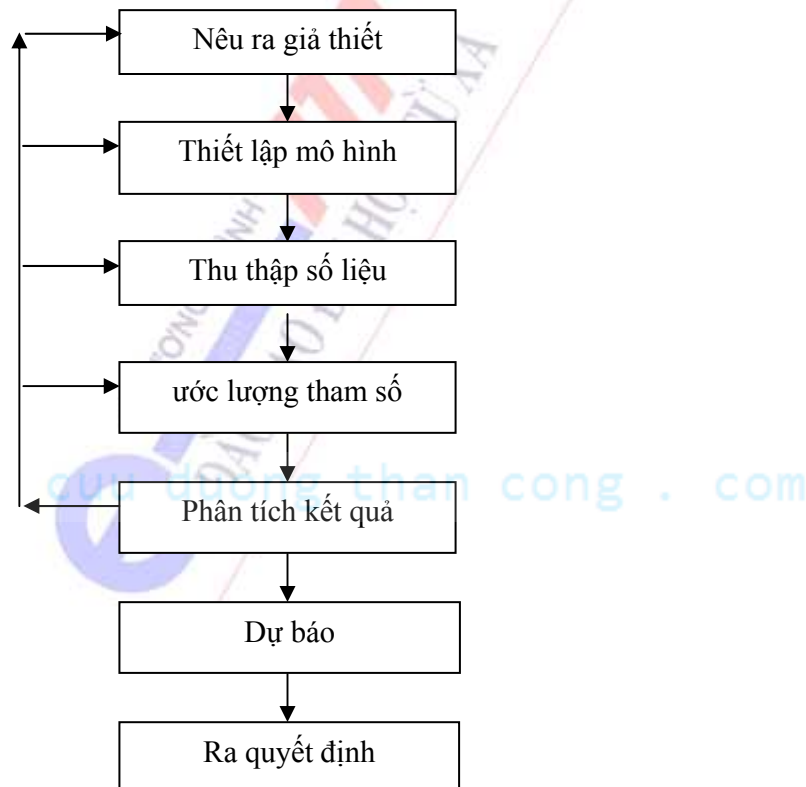 Nêu ra giả thiết
Thiết lập mô hình
Thu thập số liệu
ước lượng tham số
cuu duong than cong . com
Phân tích kết quả
Dự báo
Ra quyết định